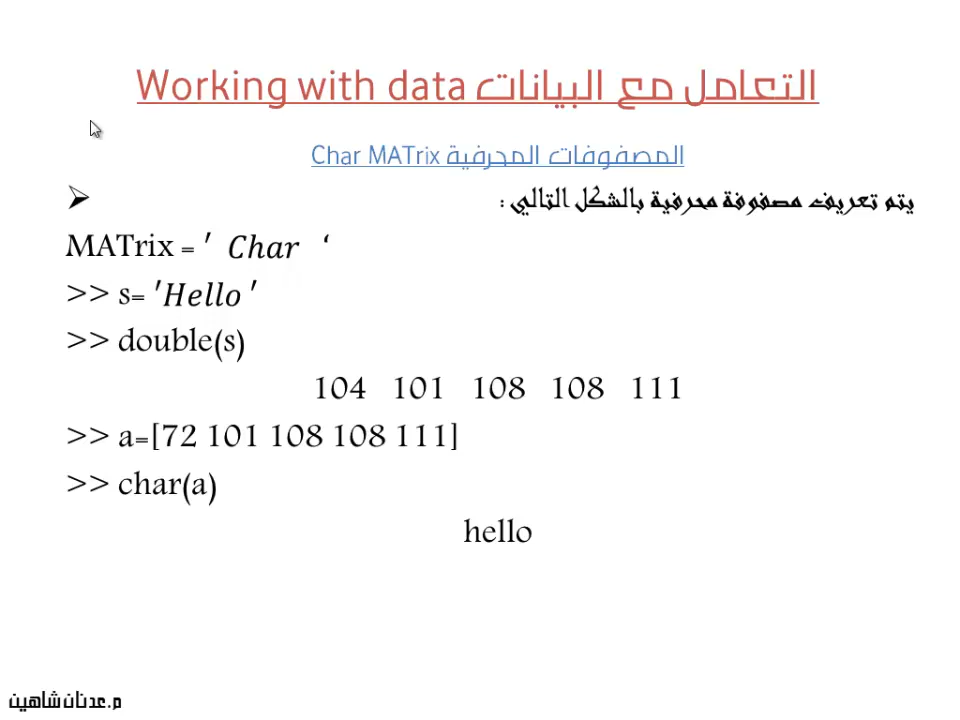 التعامل مع البيانات Working with data
المصفوفات المحرفية Char MATrix
يتم تعريف مصفوفة محرفية بالشكل التالي :
MATrix = ' Char ‘
>> s= 'Hello'
>> double(s)
104 101 108 108 111
>> a=[72 101 108 108 111]
>> char(a)
hello
م.عدنان شاهين